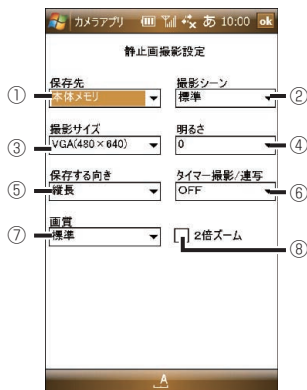 カメラアプリ あ 10:00 ok
静止画撮影設定
保存先 撮影シーン
① 本体メモリ 標準 ②
撮影サイズ 明るさ
③ VGA(480×640) 0 ④
保存する向き タイマー撮影/連写
⑤ 縦長 OFF ⑥
画質
⑦ 標準 2倍ズーム ⑧
A